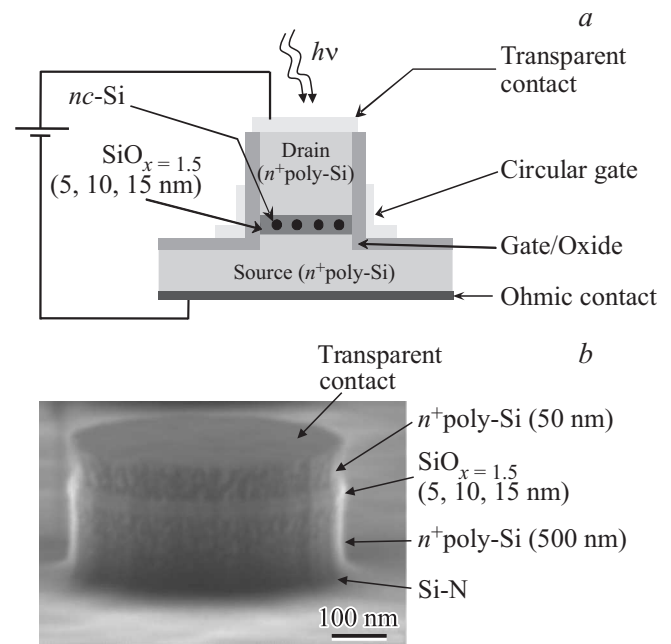 a
hν
Transparent
contact
nc-Si
SiO x = 1.5
(5, 10, 15 nm)
Drain
(n+poly-Si)
Circular gate
Gate/Oxide
Source (n+poly-Si)
Ohmic contact
b
Transparent
contact
n+poly-Si (50 nm)
SiO x = 1.5
(5, 10, 15 nm)
n+poly-Si (500 nm)
Si-N
100 nm